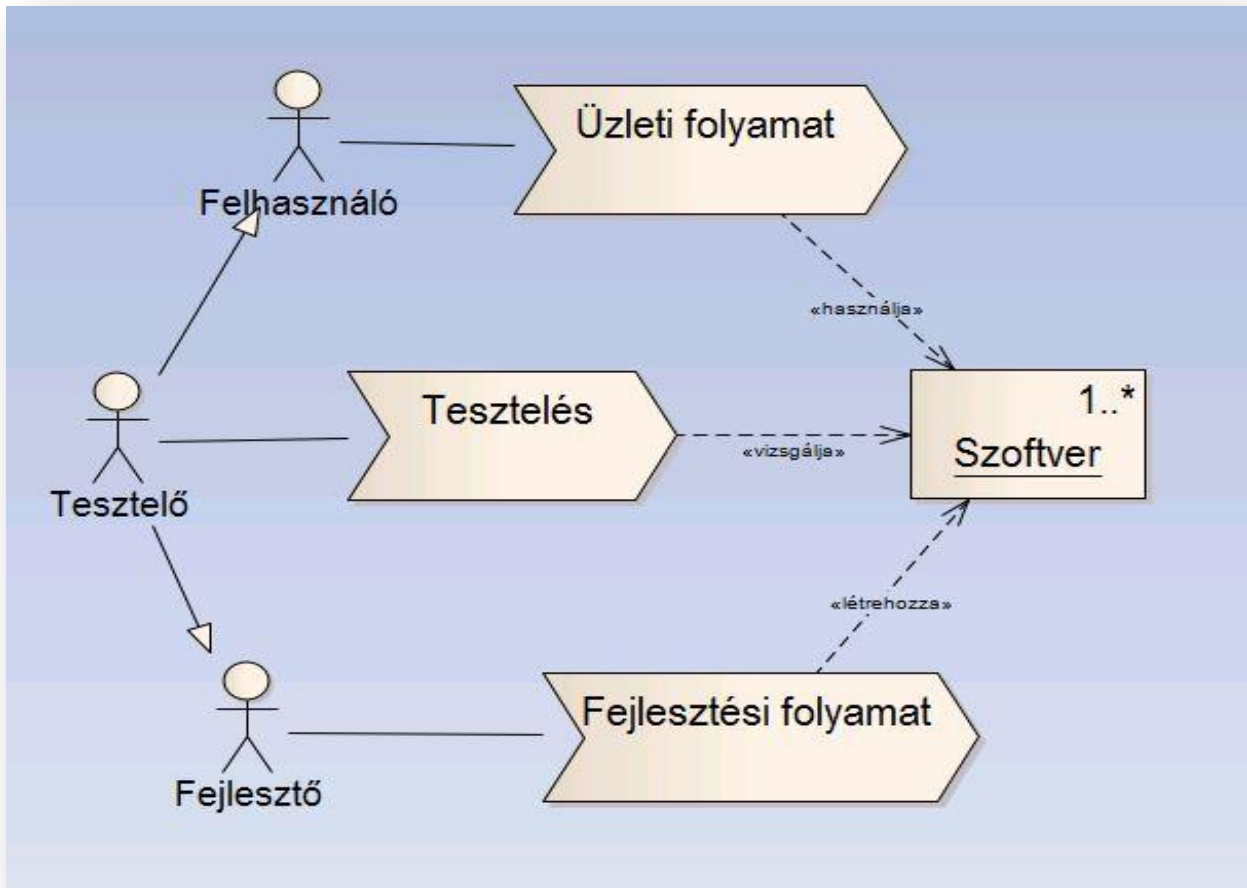 Üzleti folyamat
Felhasználó
«használja»
1..*
Tesztelés
Szoftver
«vizsgálja»
Tesztelő
«létrehozza»
Fejlesztési folyamat
Fejlesztő